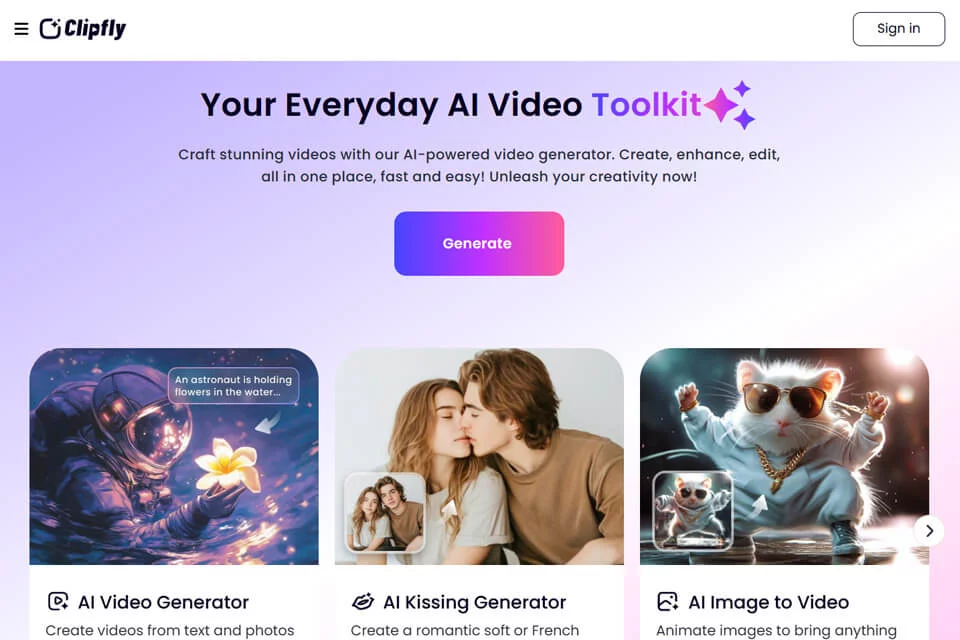 Clipfly
Sign in
Your Everyday AI Video Toolkit
Craft stunning videos with our AI-powered video generator. Create, enhance, edit,
all in one place, fast and easy! Unleash your creativity now!
Generate
An astronaut is holding
flowers in the water...
AI Video Generator
Create videos from text and photos
AI Kissing Generator
Create a romantic soft or French
AI Image to Video
Animate images to bring anything